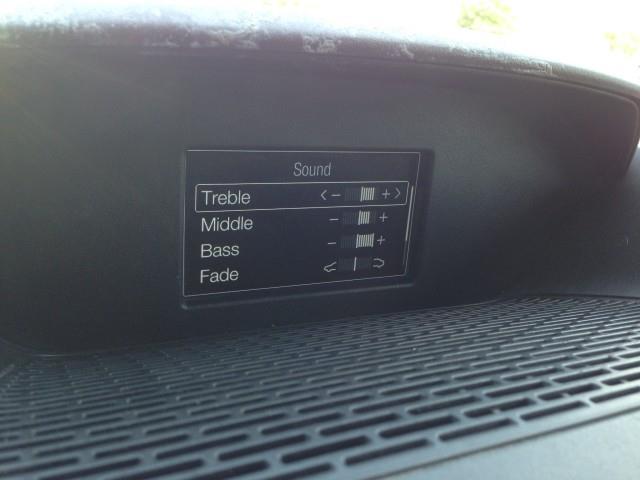 Sound
Treble < − + >
Middle − +
Bass − +
Fade